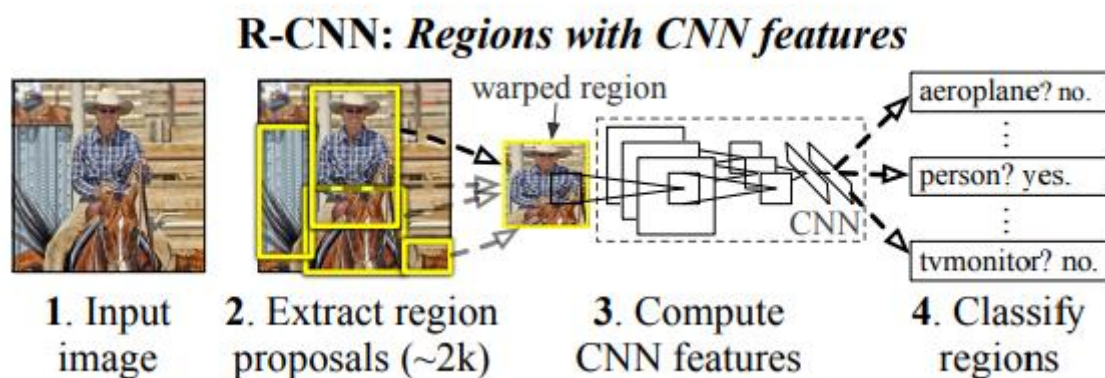 R-CNN: Regions with CNN features
warped region
aeroplane? no.
person? yes.
tvmonitor? no.
CNN
1. Input
image
2. Extract region
proposals (~2k)
3. Compute
CNN features
4. Classify
regions